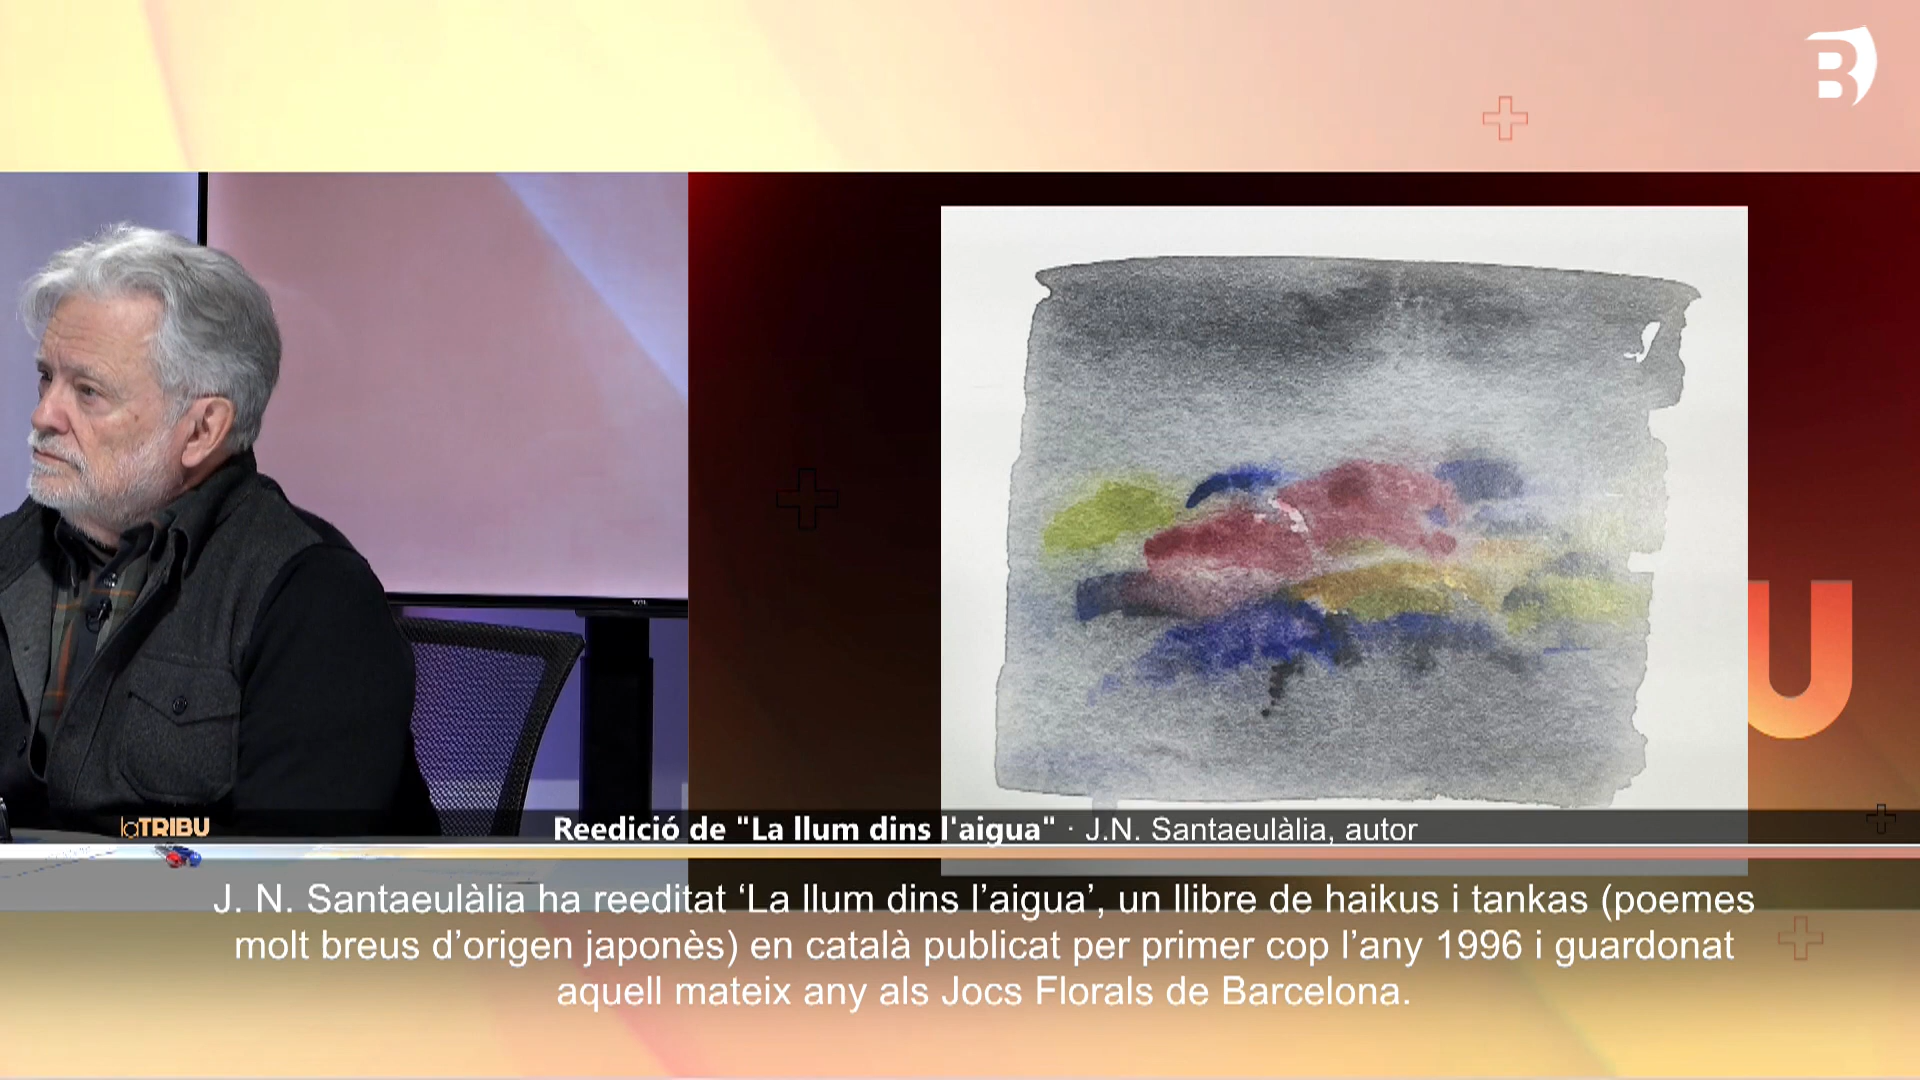 B
TCL
U
laTRIBU
Reedició de "La llum dins l'aigua" · J.N. Santaeulàlia, autor
J. N. Santaeulàlia ha reeditat ‘La llum dins l’aigua’, un llibre de haikus i tankas (poemes
molt breus d’origen japonès) en català publicat per primer cop l’any 1996 i guardonat
aquell mateix any als Jocs Florals de Barcelona.